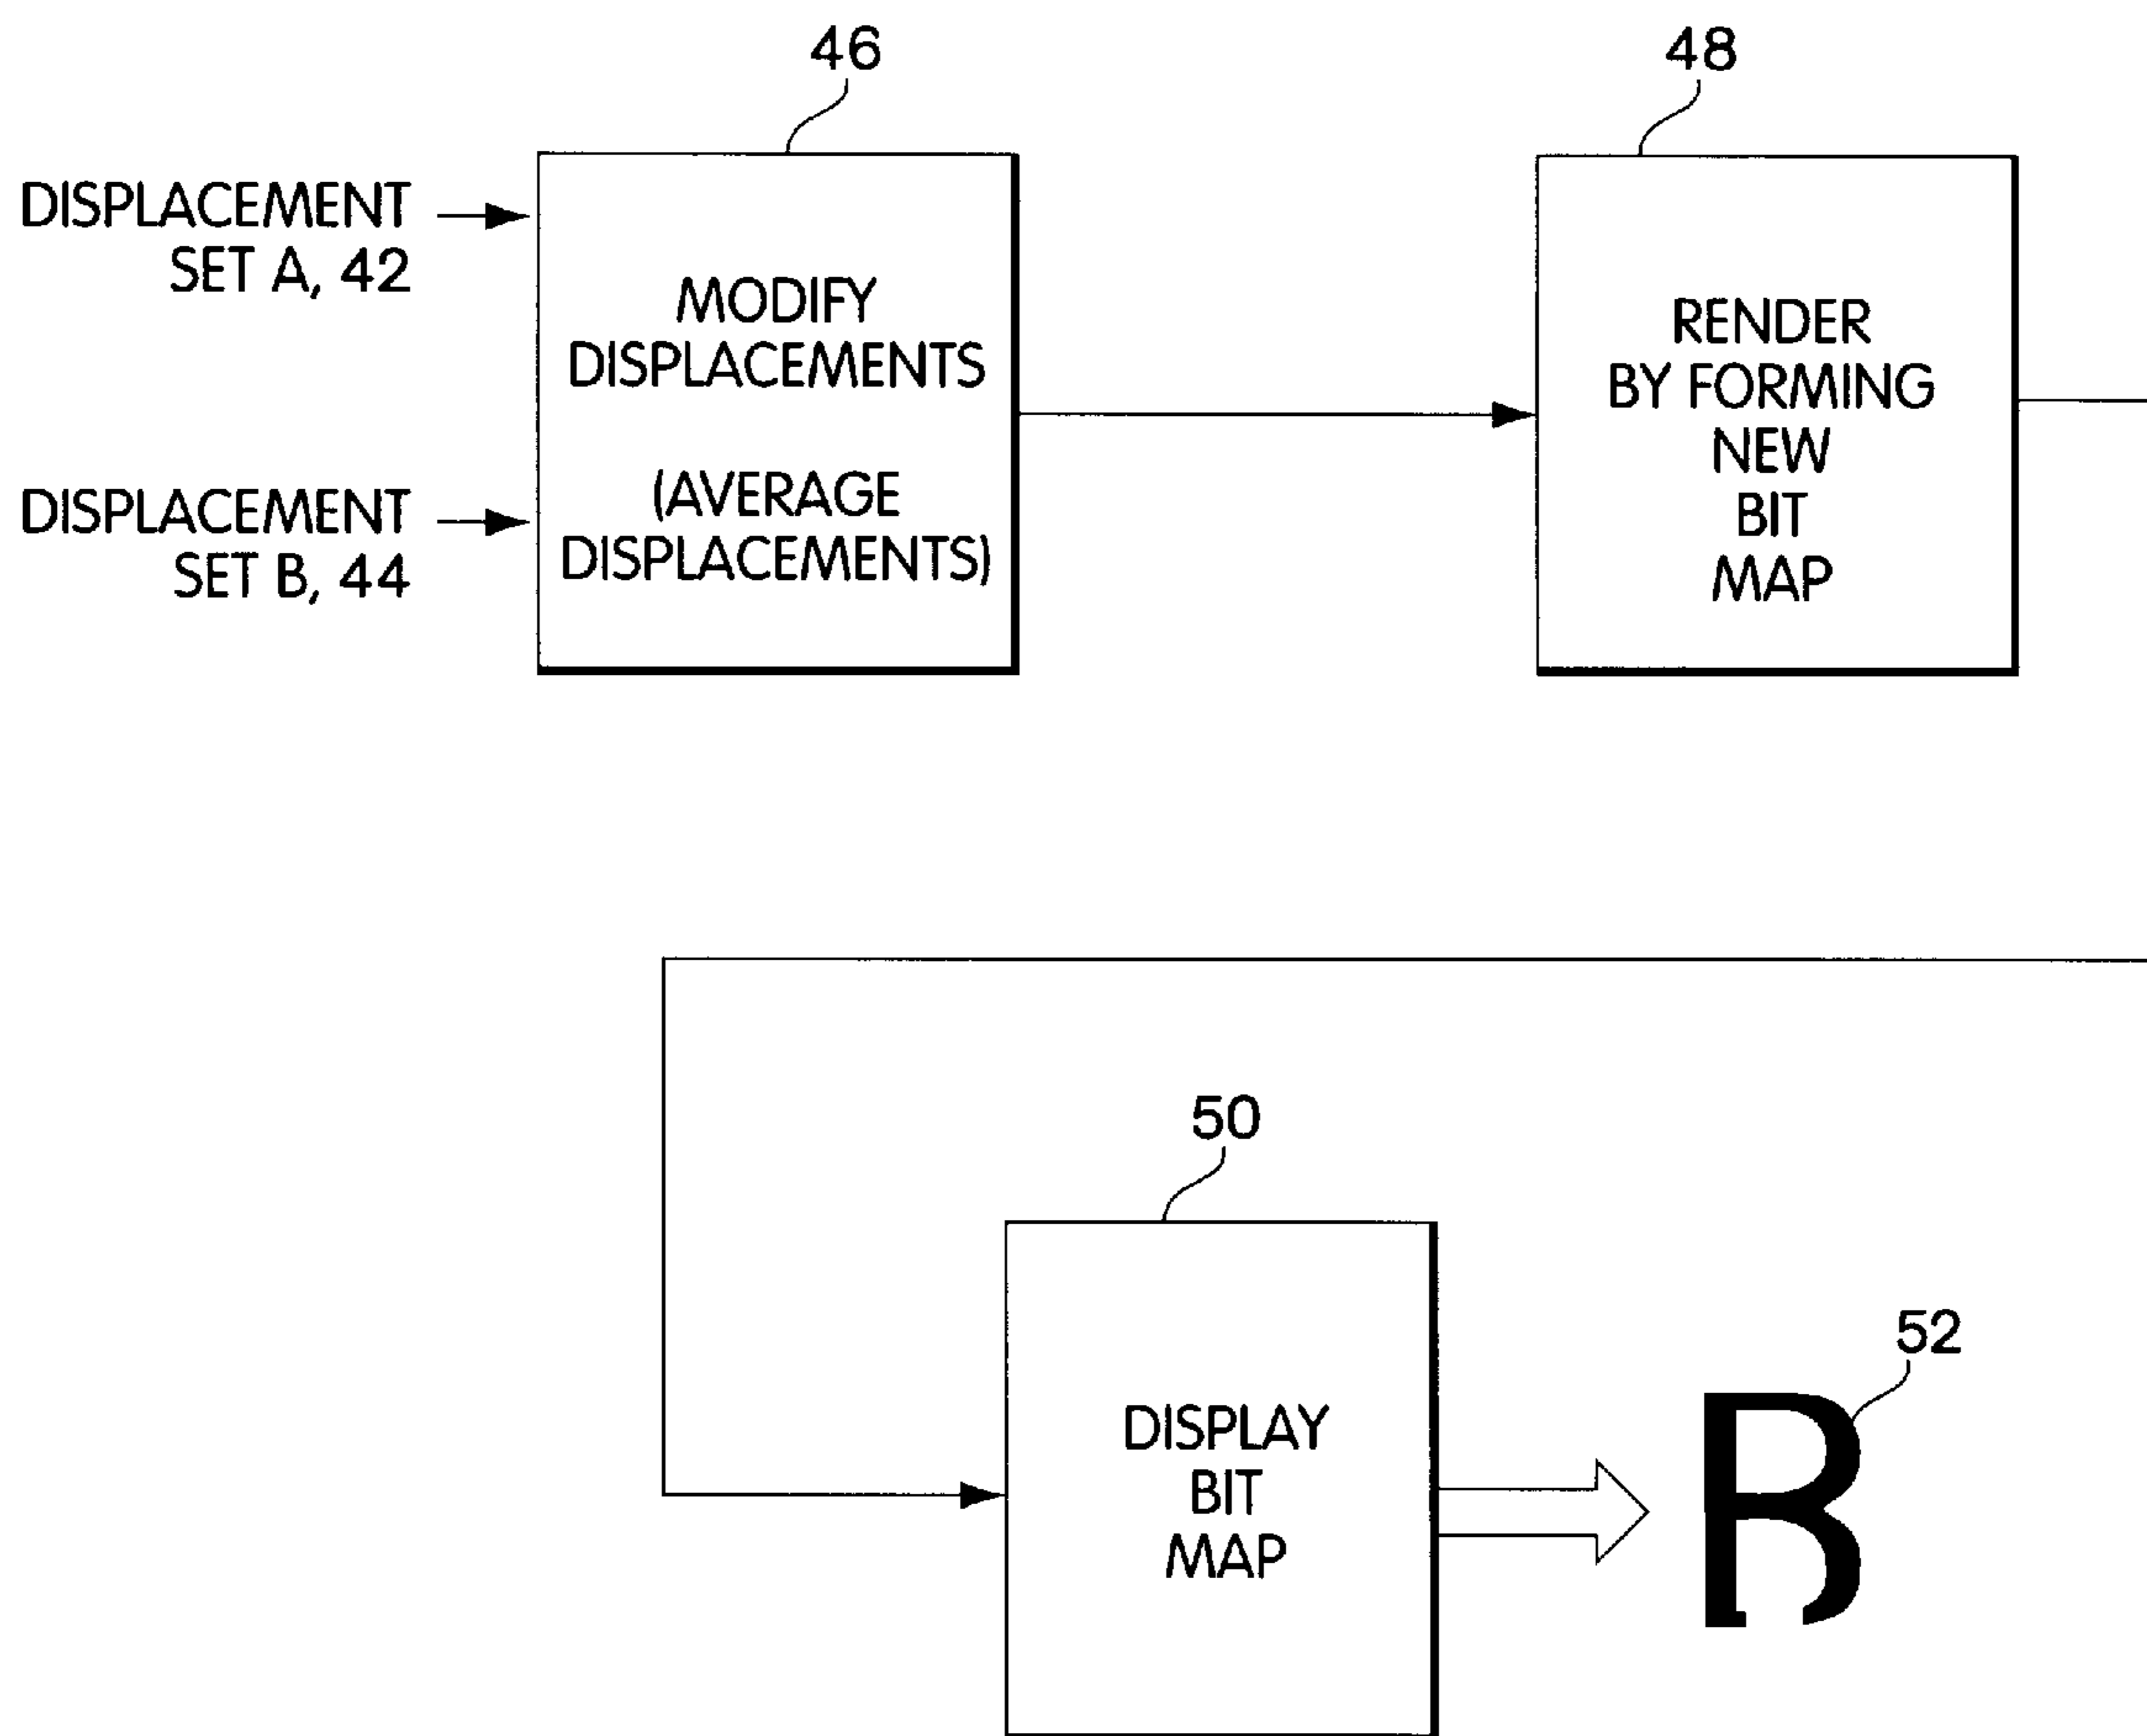 46
48
DISPLACEMENT
SET A, 42
DISPLACEMENT
SET B, 44
MODIFY
DISPLACEMENTS
(AVERAGE
DISPLACEMENTS)
RENDER
BY FORMING
NEW
BIT
MAP
50
DISPLAY
BIT
MAP
52
R